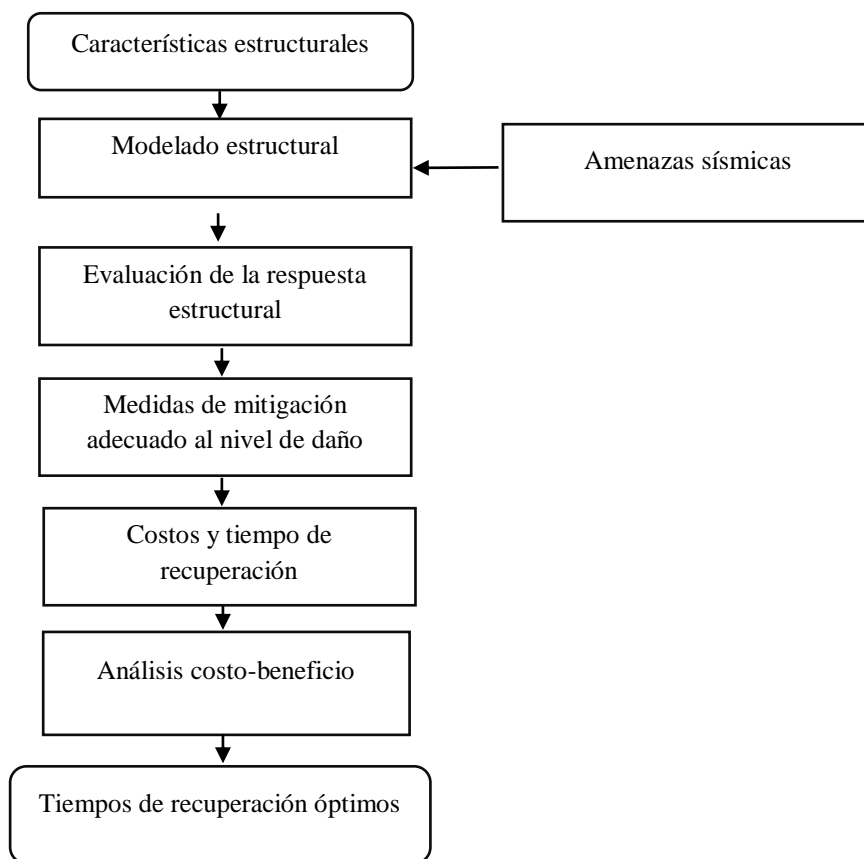 Características estructurales
Modelado estructural
Amenazas sísmicas
Evaluación de la respuesta
estructural
Medidas de mitigación
adecuado al nivel de daño
Costos y tiempo de
recuperación
Análisis costo-beneficio
Tiempos de recuperación óptimos